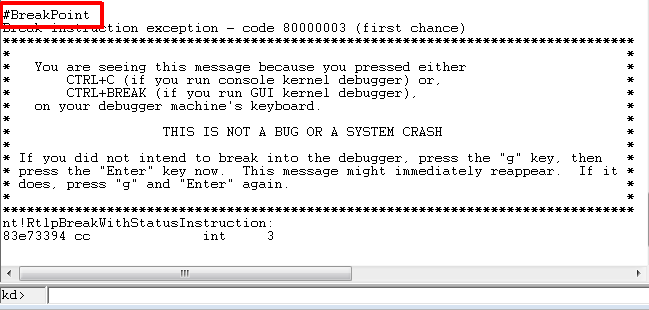 #BreakPoint
Break instruction exception - code 80000003 (first chance)
*******************************************************************************
*                                                                             *
*   You are seeing this message because you pressed either                    *
*       CTRL+C (if you run console kernel debugger) or,                       *
*       CTRL+BREAK (if you run GUI kernel debugger),                          *
*   on your debugger machine's keyboard.                                      *
*                                                                             *
*                   THIS IS NOT A BUG OR A SYSTEM CRASH                       *
*                                                                             *
* If you did not intend to break into the debugger, press the "g" key, then   *
* press the "Enter" key now.  This message might immediately reappear.  If it *
* does, press "g" and "Enter" again.                                          *
*                                                                             *
*******************************************************************************
nt!RtlpBreakWithStatusInstruction:
83e73394 cc              int     3
kd>